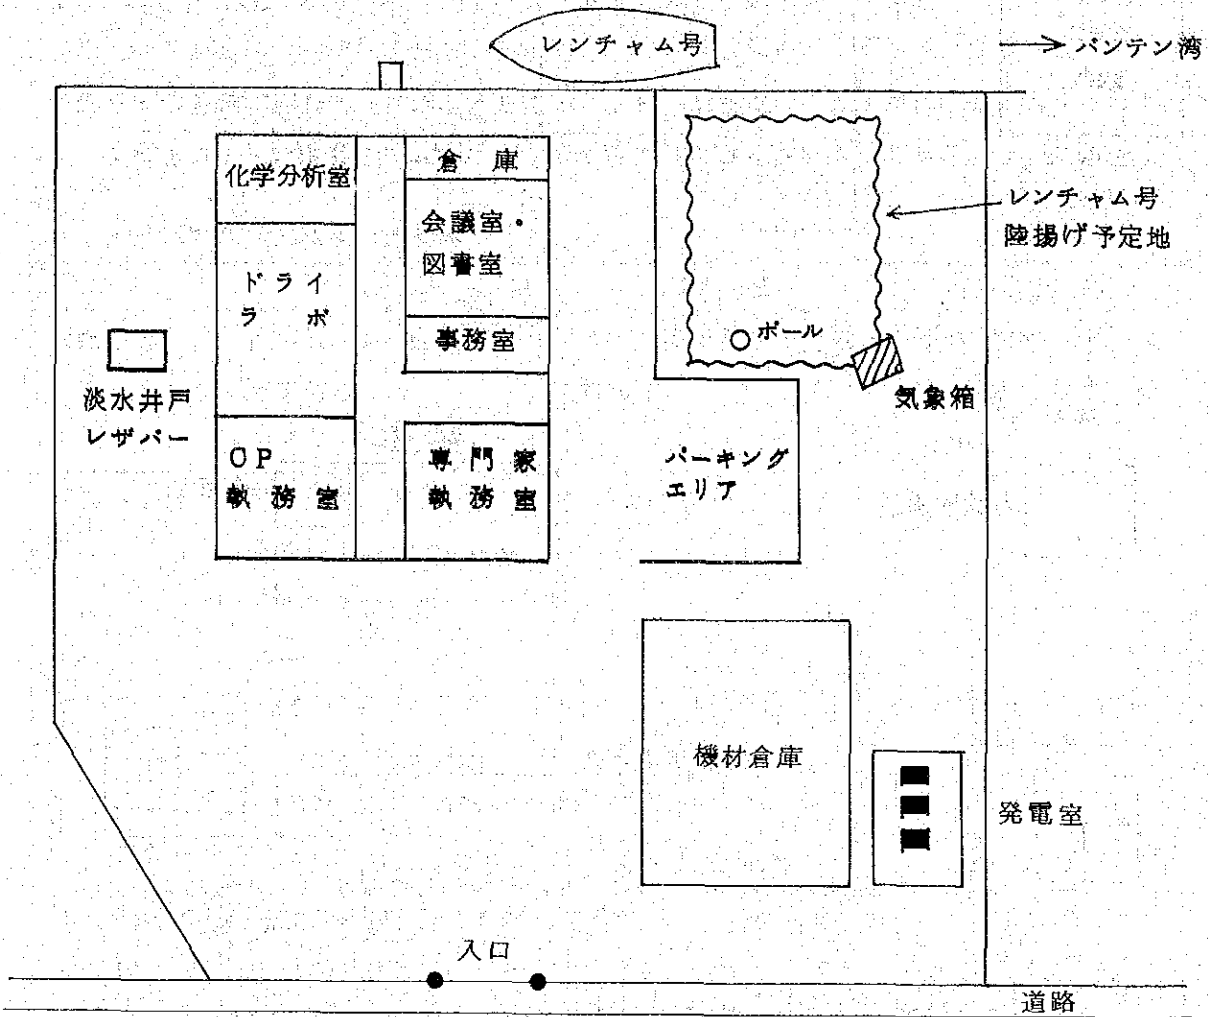 レンチャム号
バンテン湾
化学分析室
倉庫
会議室・
図書室
レンチャム号
陸揚げ予定地
ドライ
ラボ
事務室
ポール
気象箱
淡水井戸
レザバー
CP
執務室
専門家
執務室
パーキング
エリア
機材倉庫
発電室
入口
道路